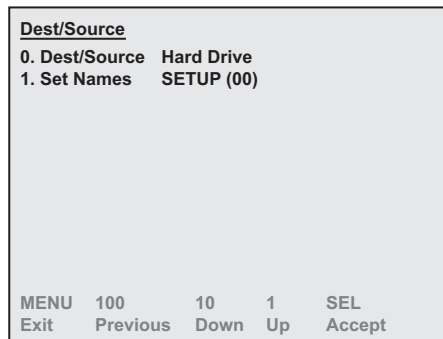 Dest/Source
0. Dest/Source Hard Drive
1. Set Names SETUP (00)
MENU 100 10 1 SEL
Exit Previous Down Up Accept